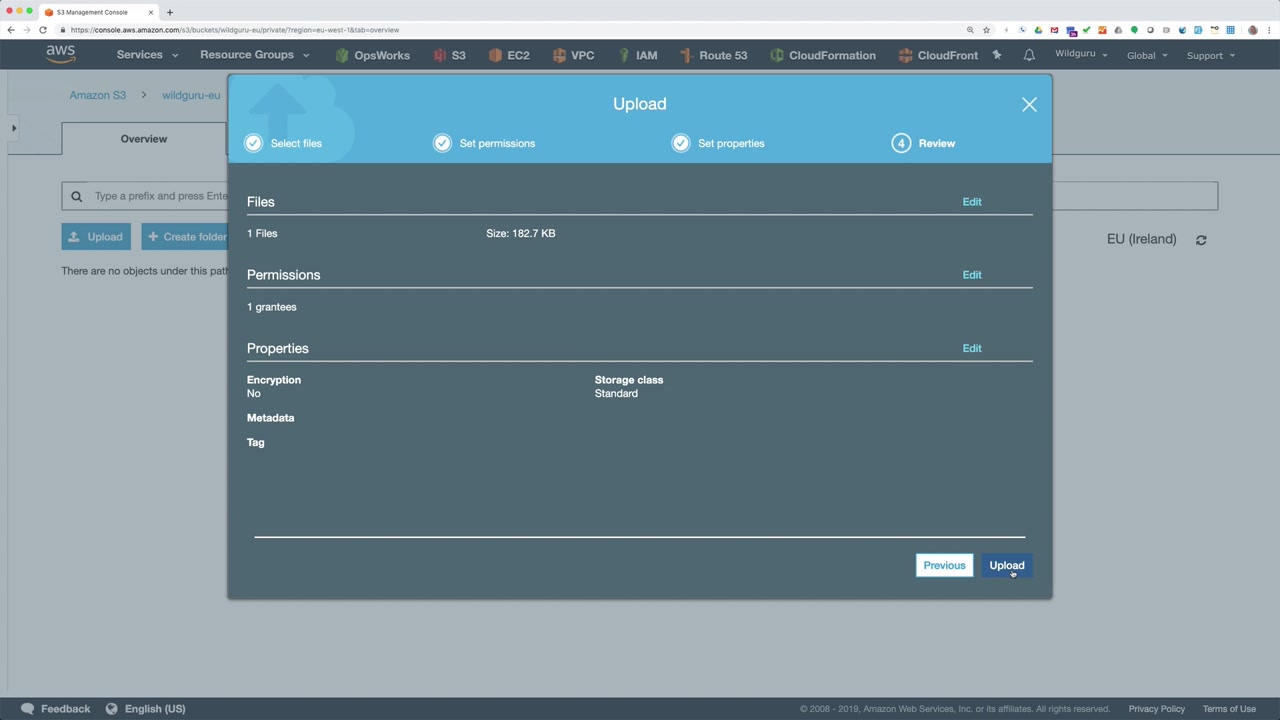 S3 Management Console
https://console.aws.amazon.com/s3/buckets/wildguru-eu/private/?region=eu-west-1&tab=overview
aws Services Resource Groups OpsWorks S3 EC2 VPC IAM Route 53 CloudFormation CloudFront Wildguru Global Support
Amazon S3 > wildguru-eu
Upload
Overview
Select files Set permissions Set properties 4 Review
Type a prefix and press Ente
Files Edit
Upload + Create folder
1 Files Size: 182.7 KB
EU (Ireland)
There are no objects under this path
Permissions Edit
1 grantees
Properties Edit
Encryption Storage class
No Standard
Metadata
Tag
Previous Upload
Feedback English (US) © 2008 - 2019, Amazon Web Services, Inc. or its affiliates. All rights reserved. Privacy Policy Terms of Use